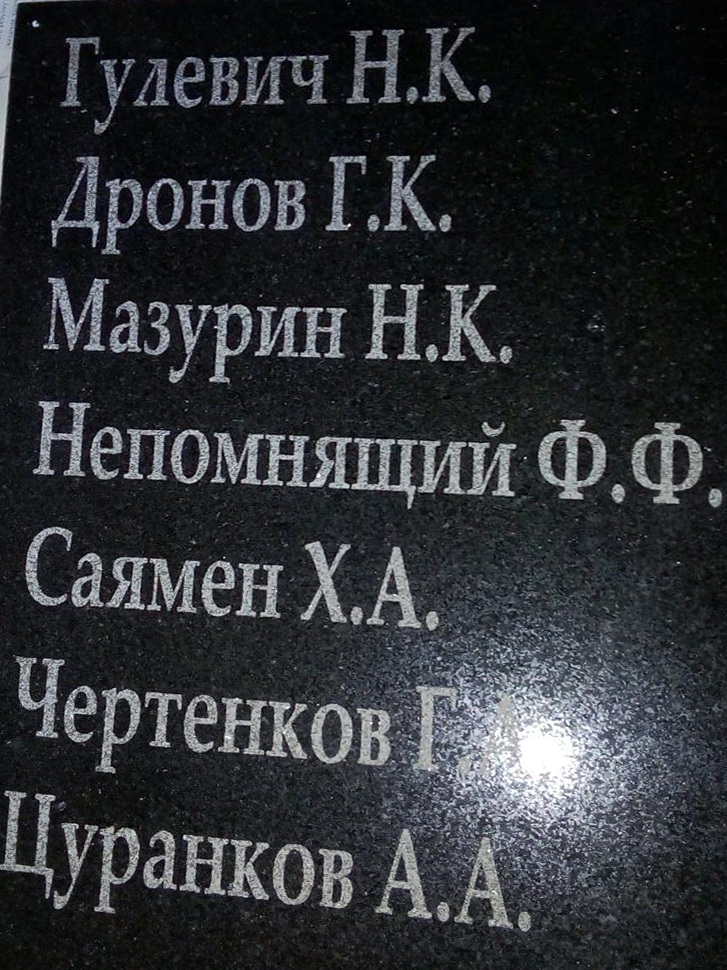 Гулевич Н.К.
Дронов Г.К.
Мазурин Н.К.
Непомнящий Ф.Ф.
Саямен Х.А.
Чертенков Г.А.
Цуранков А.А.